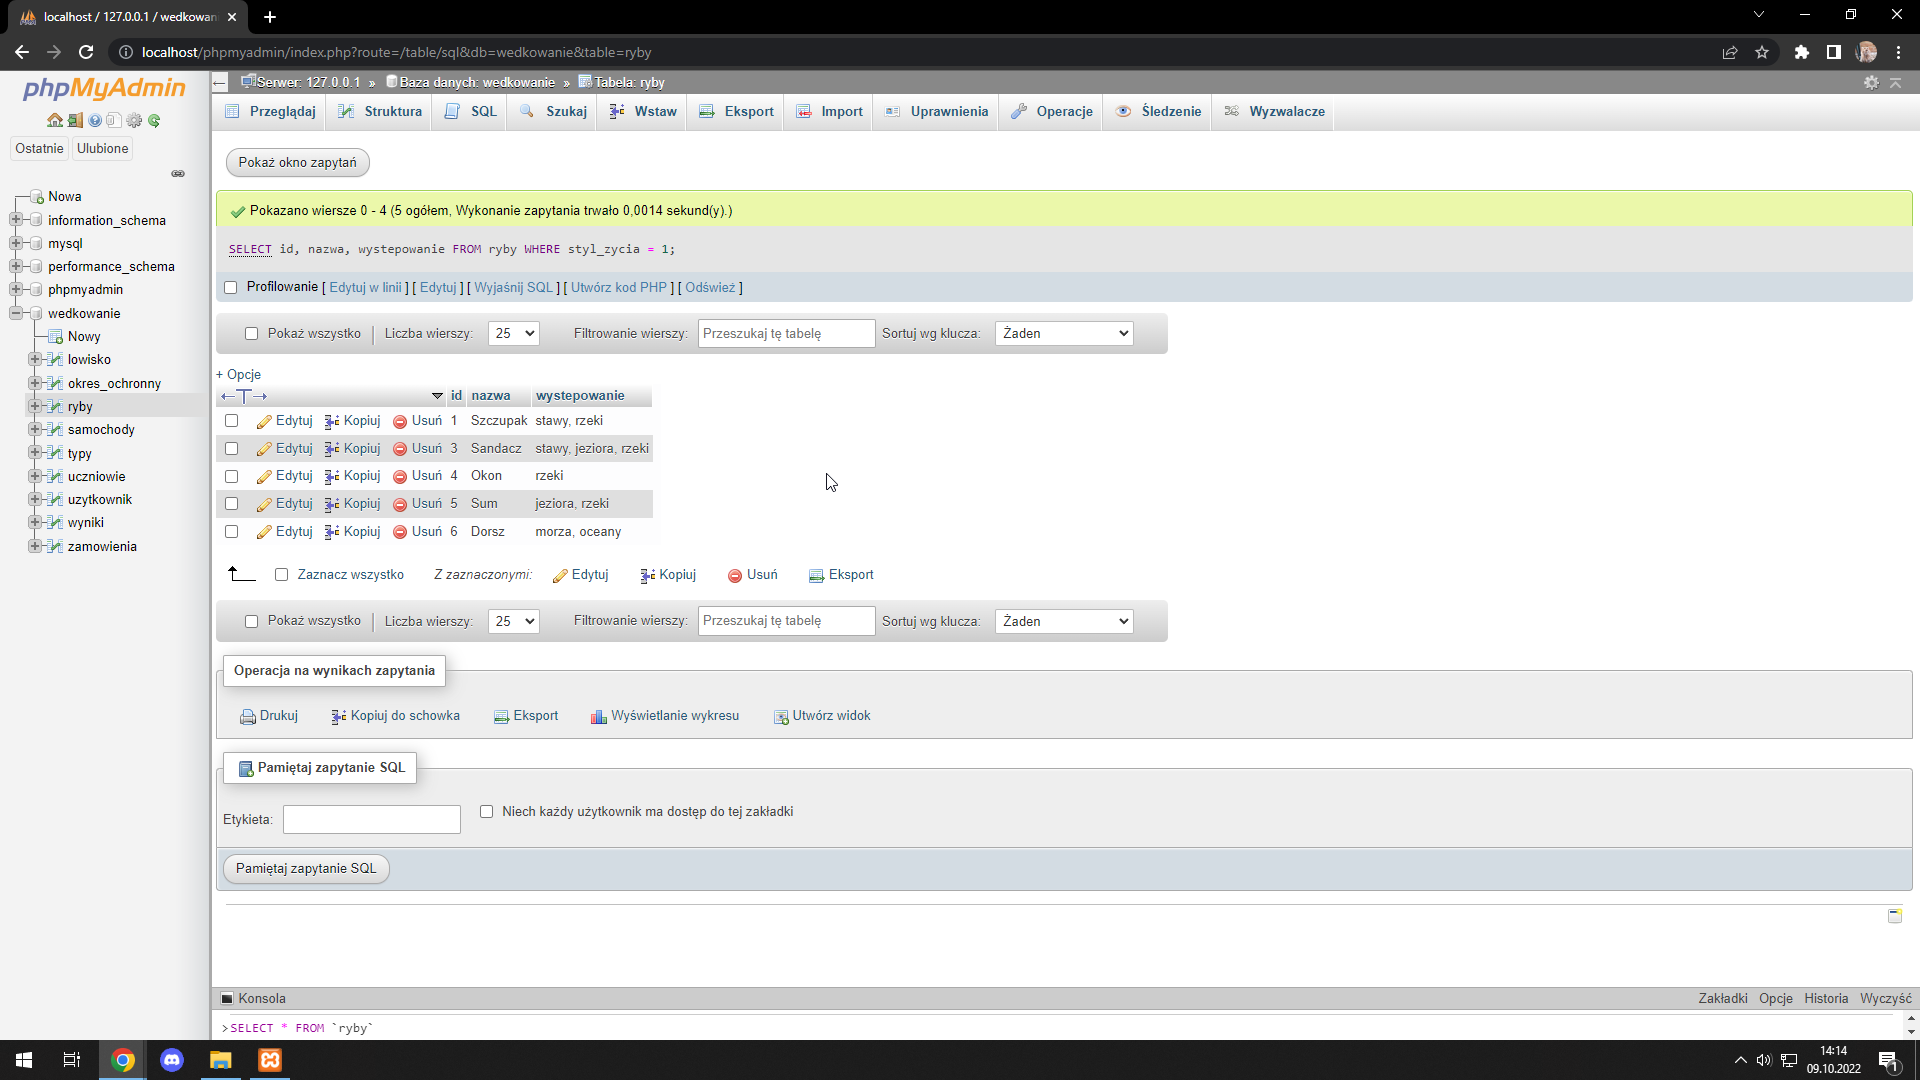 localhost / 127.0.0.1 / wedkowan
localhost/phpmyadmin/index.php?route=/table/sql&db=wedkowanie&table=ryby
phpMyAdmin
Ostatnie Ulubione
Nowa
information_schema
mysql
performance_schema
phpmyadmin
wedkowanie
Nowy
lowisko
okres_ochronny
ryby
samochody
typy
uczniowie
uzytkownik
wyniki
zamowienia
Serwer: 127.0.0.1 » Baza danych: wedkowanie » Tabela: ryby
Przeglądaj Struktura SQL Szukaj Wstaw Eksport Import Uprawnienia Operacje Śledzenie Wyzwalacze
Pokaż okno zapytań
Pokazano wiersze 0 - 4 (5 ogółem, Wykonanie zapytania trwało 0,0014 sekund(y).)
SELECT id, nazwa, wystepowanie FROM ryby WHERE styl_zycia = 1;
Profilowanie [ Edytuj w linii ] [ Edytuj ] [ Wyjaśnij SQL ] [ Utwórz kod PHP ] [ Odśwież ]
Pokaż wszystko | Liczba wierszy: 25 Filtrowanie wierszy: Przeszukaj tę tabelę Sortuj wg klucza: Żaden
+ Opcje
←T→ id nazwa wystepowanie
Edytuj Kopiuj Usuń 1 Szczupak stawy, rzeki
Edytuj Kopiuj Usuń 3 Sandacz stawy, jeziora, rzeki
Edytuj Kopiuj Usuń 4 Okon rzeki
Edytuj Kopiuj Usuń 5 Sum jeziora, rzeki
Edytuj Kopiuj Usuń 6 Dorsz morza, oceany
Zaznacz wszystko Z zaznaczonymi: Edytuj Kopiuj Usuń Eksport
Pokaż wszystko | Liczba wierszy: 25 Filtrowanie wierszy: Przeszukaj tę tabelę Sortuj wg klucza: Żaden
Operacja na wynikach zapytania
Drukuj Kopiuj do schowka Eksport Wyświetlanie wykresu Utwórz widok
Pamiętaj zapytanie SQL
Etykieta: Niech każdy użytkownik ma dostęp do tej zakładki
Pamiętaj zapytanie SQL
Konsola Zakładki Opcje Historia Wyczyść
>SELECT * FROM `ryby`
14:14
09.10.2022
1